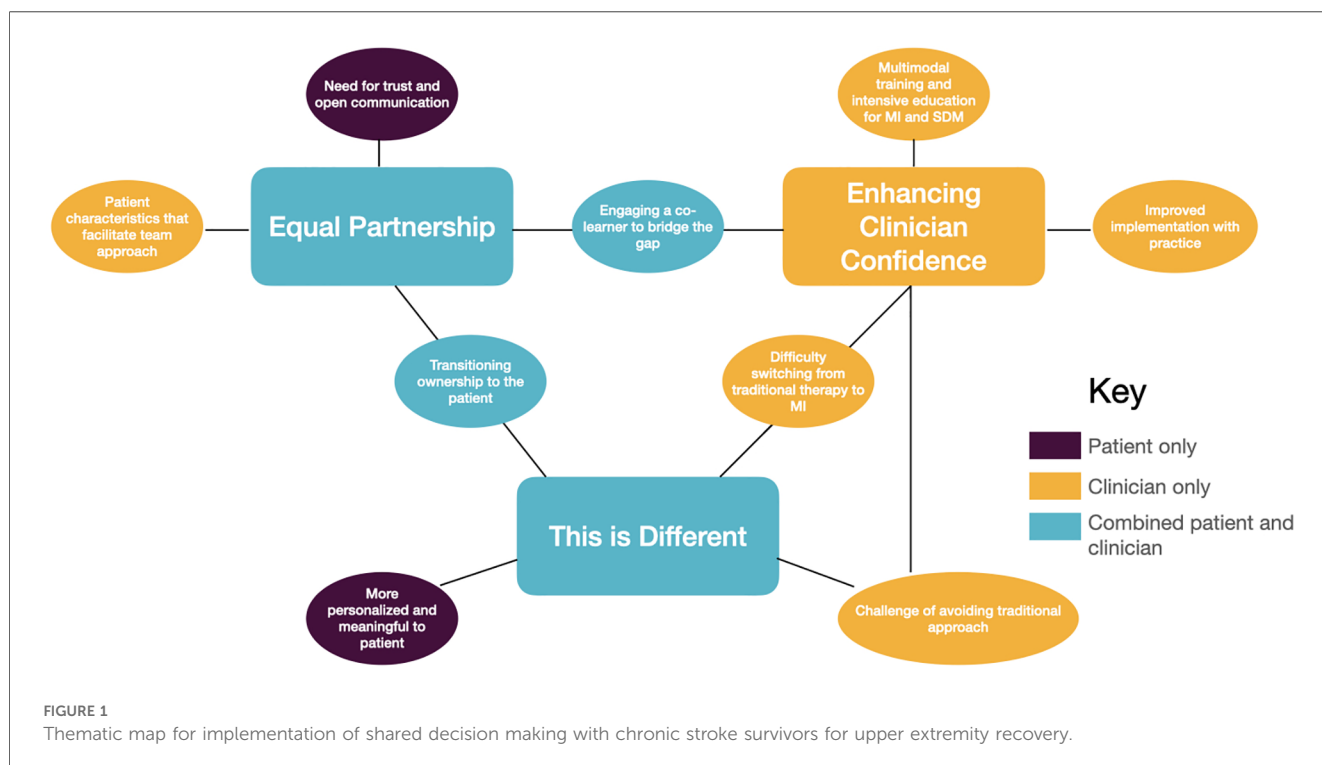 Need for trust and
open communication
Multimodal
training and
intensive education
for MI and SDM
Patient
characteristics that
facilitate team
approach
Equal Partnership
Engaging a co-
learner to bridge the
gap
Enhancing
Clinician
Confidence
Improved
implementation with
practice
Transitioning
ownership to the
patient
Difficulty
switching from
traditional therapy to
MI
Key
Patient only
Clinician only
Combined patient and
clinician
This is Different
More
personalized and
meaningful to
patient
Challenge of avoiding traditional
approach
FIGURE 1
Thematic map for implementation of shared decision making with chronic stroke survivors for upper extremity recovery.